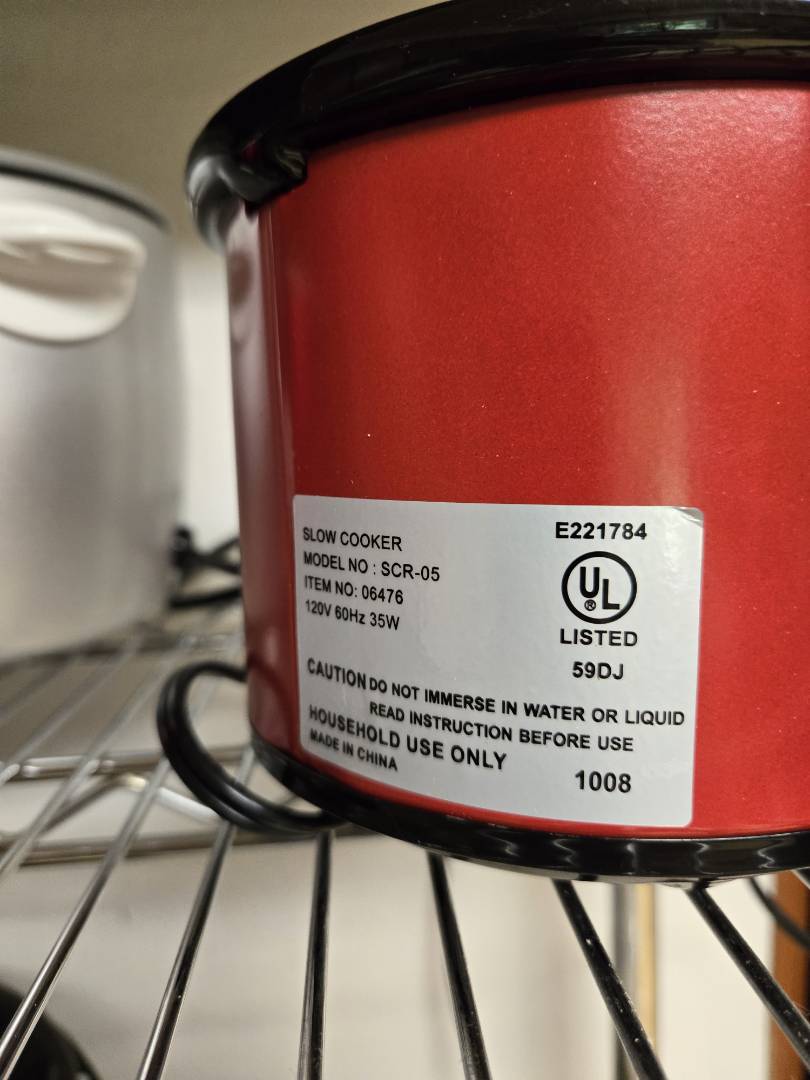 SLOW COOKER
MODEL NO : SCR-05
ITEM NO: 06476
120V 60Hz 35W
E221784
UL
®
LISTED
59DJ
CAUTION DO NOT IMMERSE IN WATER OR LIQUID
READ INSTRUCTION BEFORE USE
HOUSEHOLD USE ONLY
MADE IN CHINA
1008